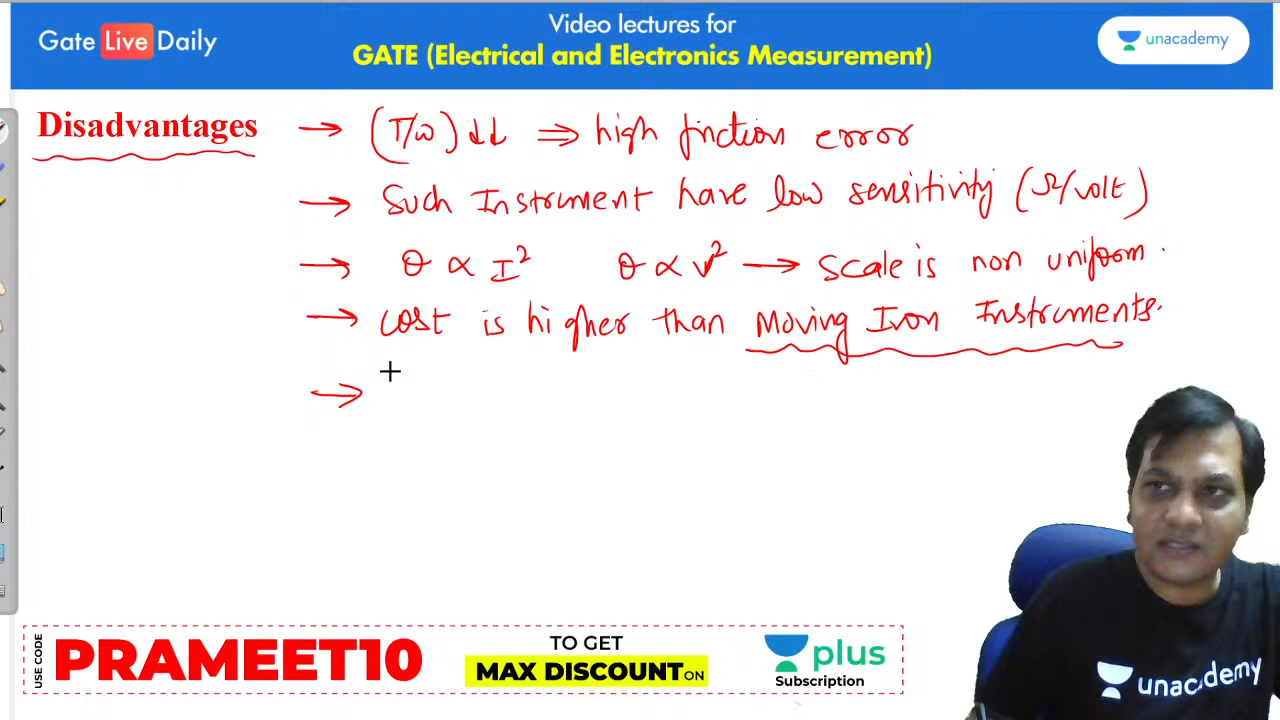 Gate Live Daily
Video lectures for
GATE (Electrical and Electronics Measurement)
unacademy
Disadvantages → (T/ω)↓↓ ⇒ high friction error
→ Such Instrument have low sensitivity (Ω/volt)
→ θ ∝ I² θ ∝ V² → Scale is non uniform.
→ Cost is higher than Moving Iron Instruments.
→
USE CODE
PRAMEET10
TO GET
MAX DISCOUNT ON
plus
Subscription
unacademy